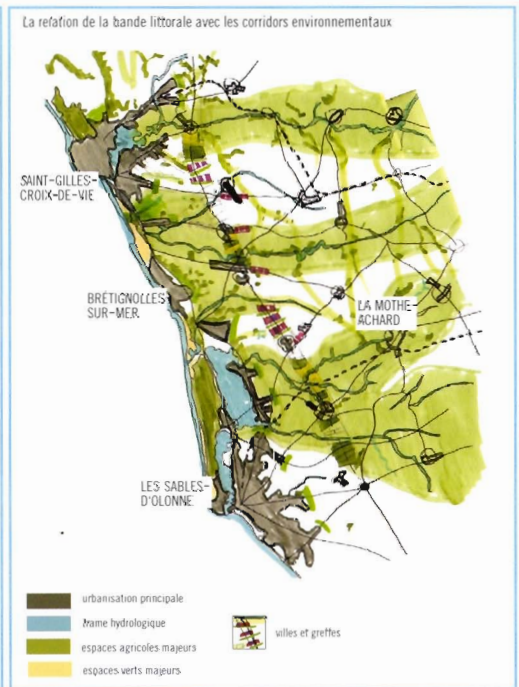 La relation de la bande littorale avec les corridors environnementaux
SAINT-GILLES-
CROIX-DE-VIE
BRÉTIGNOLLES
SUR-MER
LA MOTHE
ACHARD
LES SABLES-
D'OLONNE
urbanisation principale
trame hydrologique
espaces agricoles majeurs
espaces verts majeurs
villes et greffes